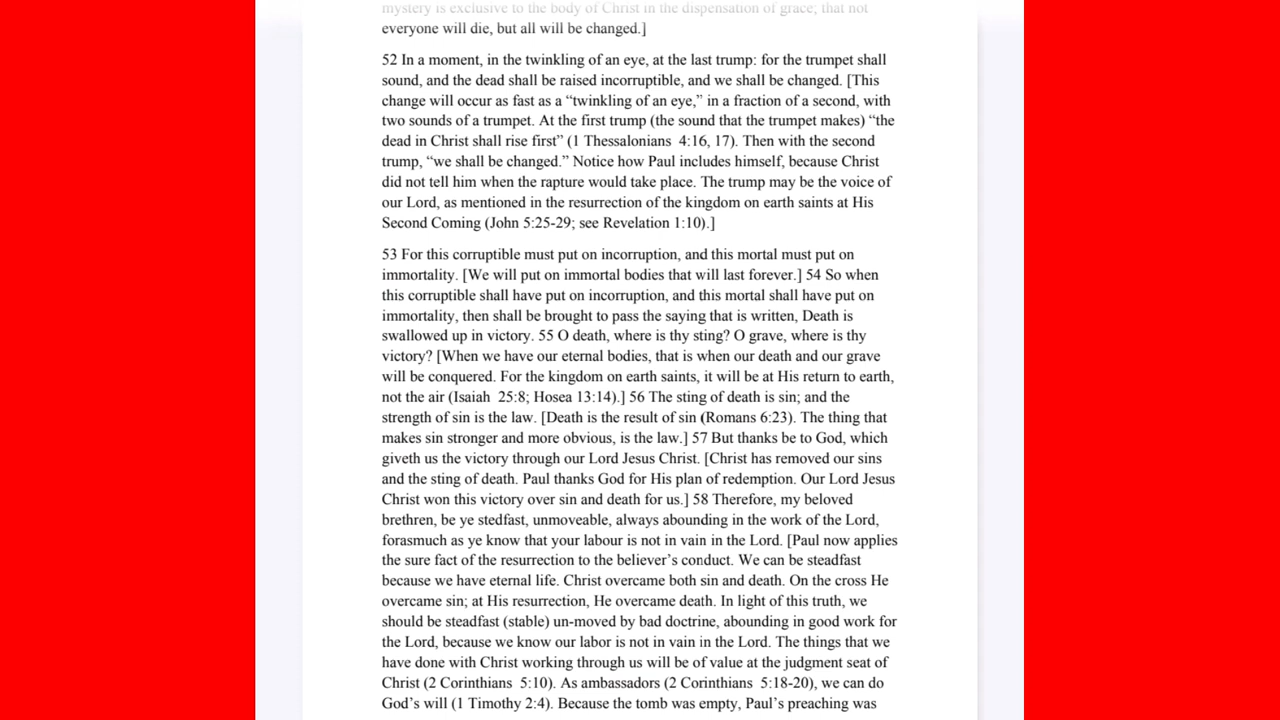 mystery is exclusive to the body of Christ in the dispensation of grace; that not
everyone will die, but all will be changed.]
52 In a moment, in the twinkling of an eye, at the last trump: for the trumpet shall
sound, and the dead shall be raised incorruptible, and we shall be changed. [This
change will occur as fast as a “twinkling of an eye,” in a fraction of a second, with
two sounds of a trumpet. At the first trump (the sound that the trumpet makes) “the
dead in Christ shall rise first” (1 Thessalonians  4:16, 17). Then with the second
trump, “we shall be changed.” Notice how Paul includes himself, because Christ
did not tell him when the rapture would take place. The trump may be the voice of
our Lord, as mentioned in the resurrection of the kingdom on earth saints at His
Second Coming (John 5:25-29; see Revelation 1:10).]
53 For this corruptible must put on incorruption, and this mortal must put on
immortality. [We will put on immortal bodies that will last forever.] 54 So when
this corruptible shall have put on incorruption, and this mortal shall have put on
immortality, then shall be brought to pass the saying that is written, Death is
swallowed up in victory. 55 O death, where is thy sting? O grave, where is thy
victory? [When we have our eternal bodies, that is when our death and our grave
will be conquered. For the kingdom on earth saints, it will be at His return to earth,
not the air (Isaiah  25:8; Hosea 13:14).] 56 The sting of death is sin; and the
strength of sin is the law. [Death is the result of sin (Romans 6:23). The thing that
makes sin stronger and more obvious, is the law.] 57 But thanks be to God, which
giveth us the victory through our Lord Jesus Christ. [Christ has removed our sins
and the sting of death. Paul thanks God for His plan of redemption. Our Lord Jesus
Christ won this victory over sin and death for us.] 58 Therefore, my beloved
brethren, be ye stedfast, unmoveable, always abounding in the work of the Lord,
forasmuch as ye know that your labour is not in vain in the Lord. [Paul now applies
the sure fact of the resurrection to the believer’s conduct. We can be steadfast
because we have eternal life. Christ overcame both sin and death. On the cross He
overcame sin; at His resurrection, He overcame death. In light of this truth, we
should be steadfast (stable) un-moved by bad doctrine, abounding in good work for
the Lord, because we know our labor is not in vain in the Lord. The things that we
have done with Christ working through us will be of value at the judgment seat of
Christ (2 Corinthians  5:10). As ambassadors (2 Corinthians  5:18-20), we can do
God’s will (1 Timothy 2:4). Because the tomb was empty, Paul’s preaching was